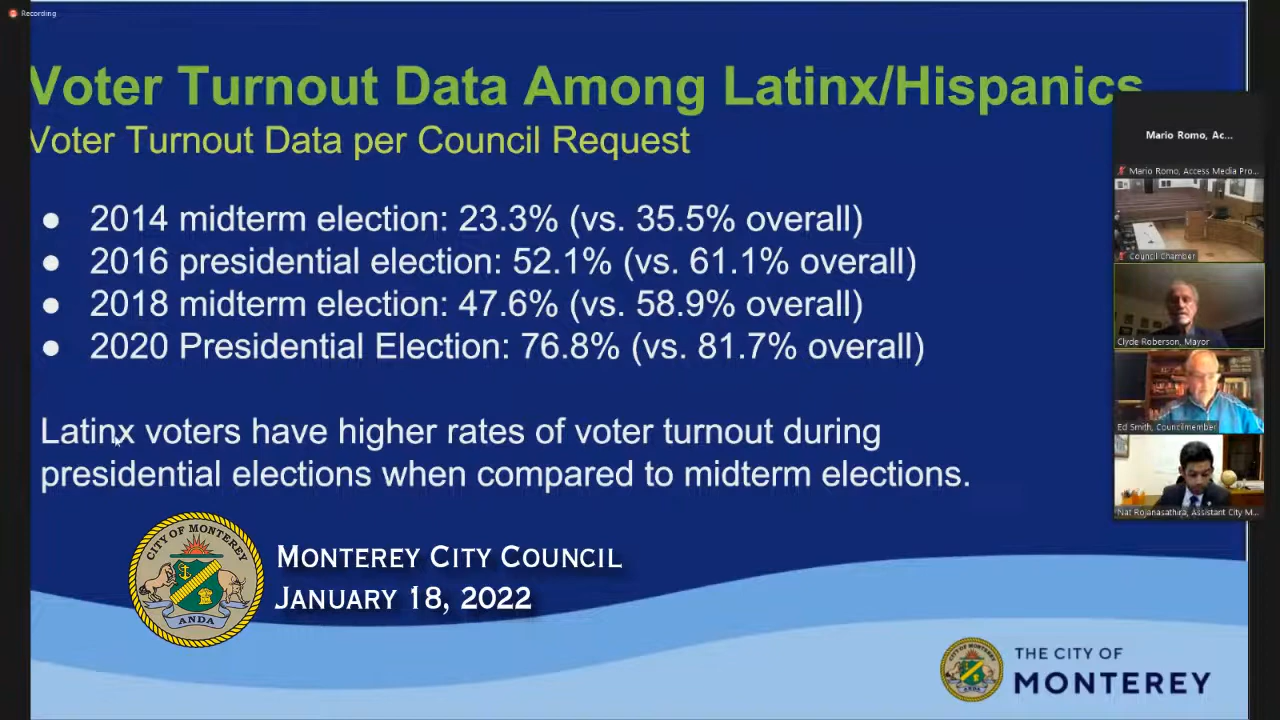 Recording
Voter Turnout Data Among Latinx/Hispanics
Voter Turnout Data per Council Request
● 2014 midterm election: 23.3% (vs. 35.5% overall)
● 2016 presidential election: 52.1% (vs. 61.1% overall)
● 2018 midterm election: 47.6% (vs. 58.9% overall)
● 2020 Presidential Election: 76.8% (vs. 81.7% overall)
Latinx voters have higher rates of voter turnout during
presidential elections when compared to midterm elections.
CITY OF MONTEREY
ANDA
MONTEREY CITY COUNCIL
JANUARY 18, 2022
THE CITY OF
MONTEREY
Mario Romo, Ac...
Mario Romo, Access Media Pro...
Council Chamber
Clyde Roberson, Mayor
Ed Smith, Councilmember
Nat Rojanasathira, Assistant City M...